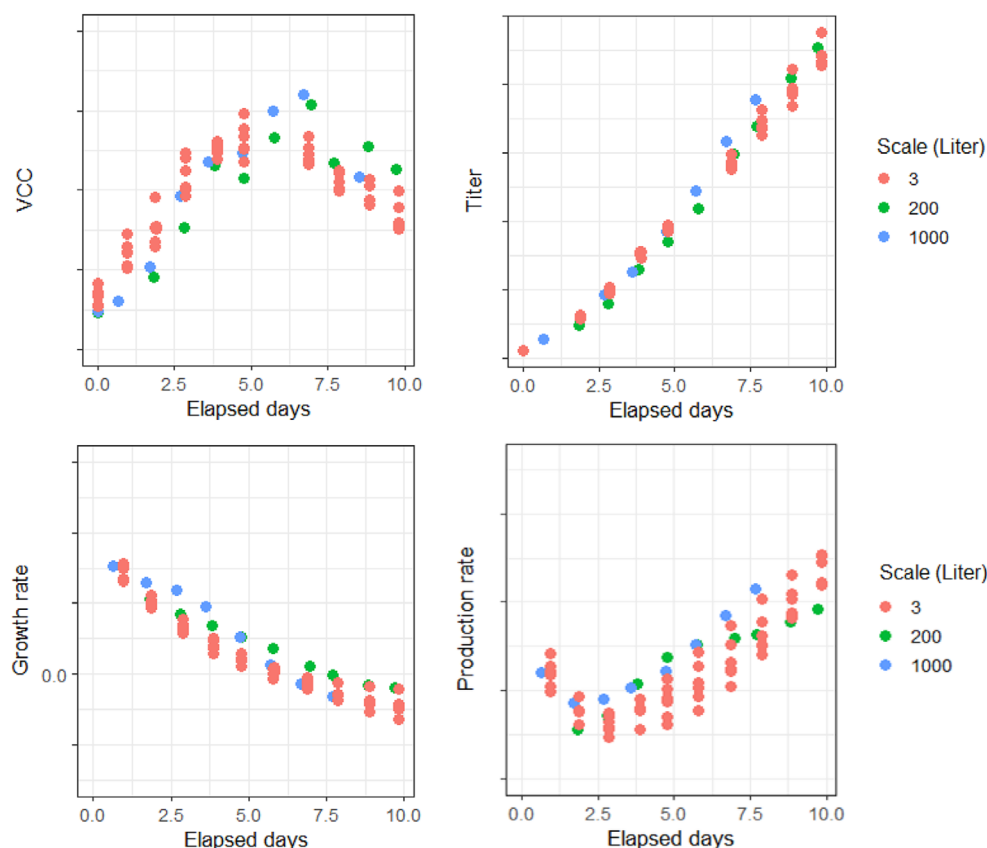 VCC
0.0 2.5 5.0 7.5 10.0
Elapsed days
Titer
0.0 2.5 5.0 7.5 10.0
Elapsed days
Scale (Liter)
3
200
1000
Growth rate
0.0
0.0 2.5 5.0 7.5 10.0
Elapsed days
Production rate
0.0 2.5 5.0 7.5 10.0
Elapsed days
Scale (Liter)
3
200
1000